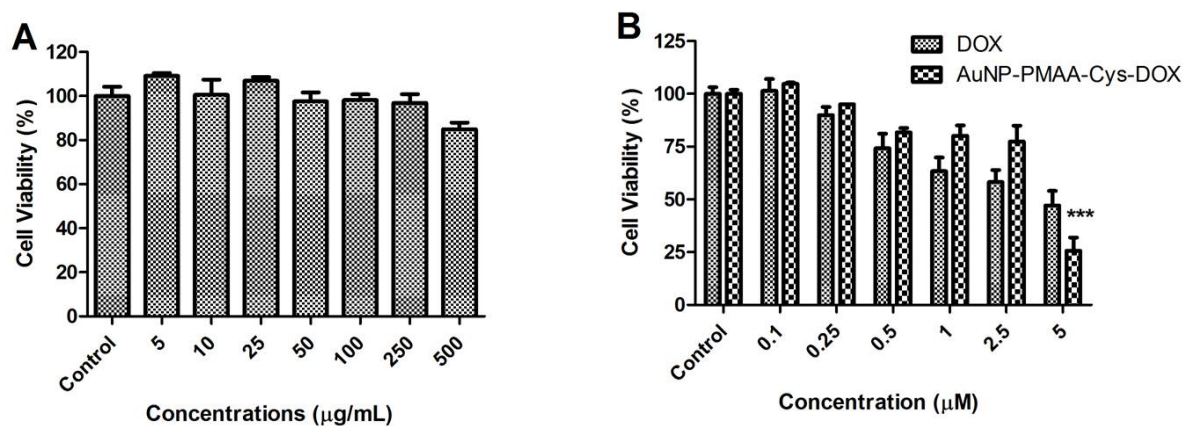 A
Cell Viability (%)
120
100
80
60
40
20
0
Control
5
10
25
50
100
250
500
Concentrations (μg/mL)
B
DOX
AuNP-PMAA-Cys-DOX
Cell Viability (%)
125
100
75
50
25
0
***
Control
0.1
0.25
0.5
1
2.5
5
Concentration (μM)